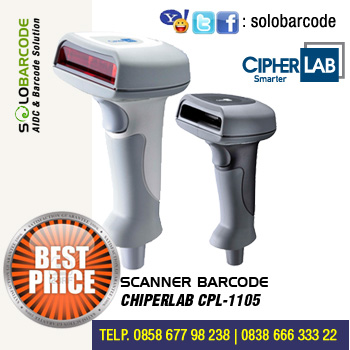 : solobarcode
SOLOBARCODE
AIDC & Barcode Solution
CIPHERLAB
Smarter
BEST
PRICE
SCANNER BARCODE
CHIPERLAB CPL-1105
TELP. 0858 677 98 238 | 0838 666 333 22